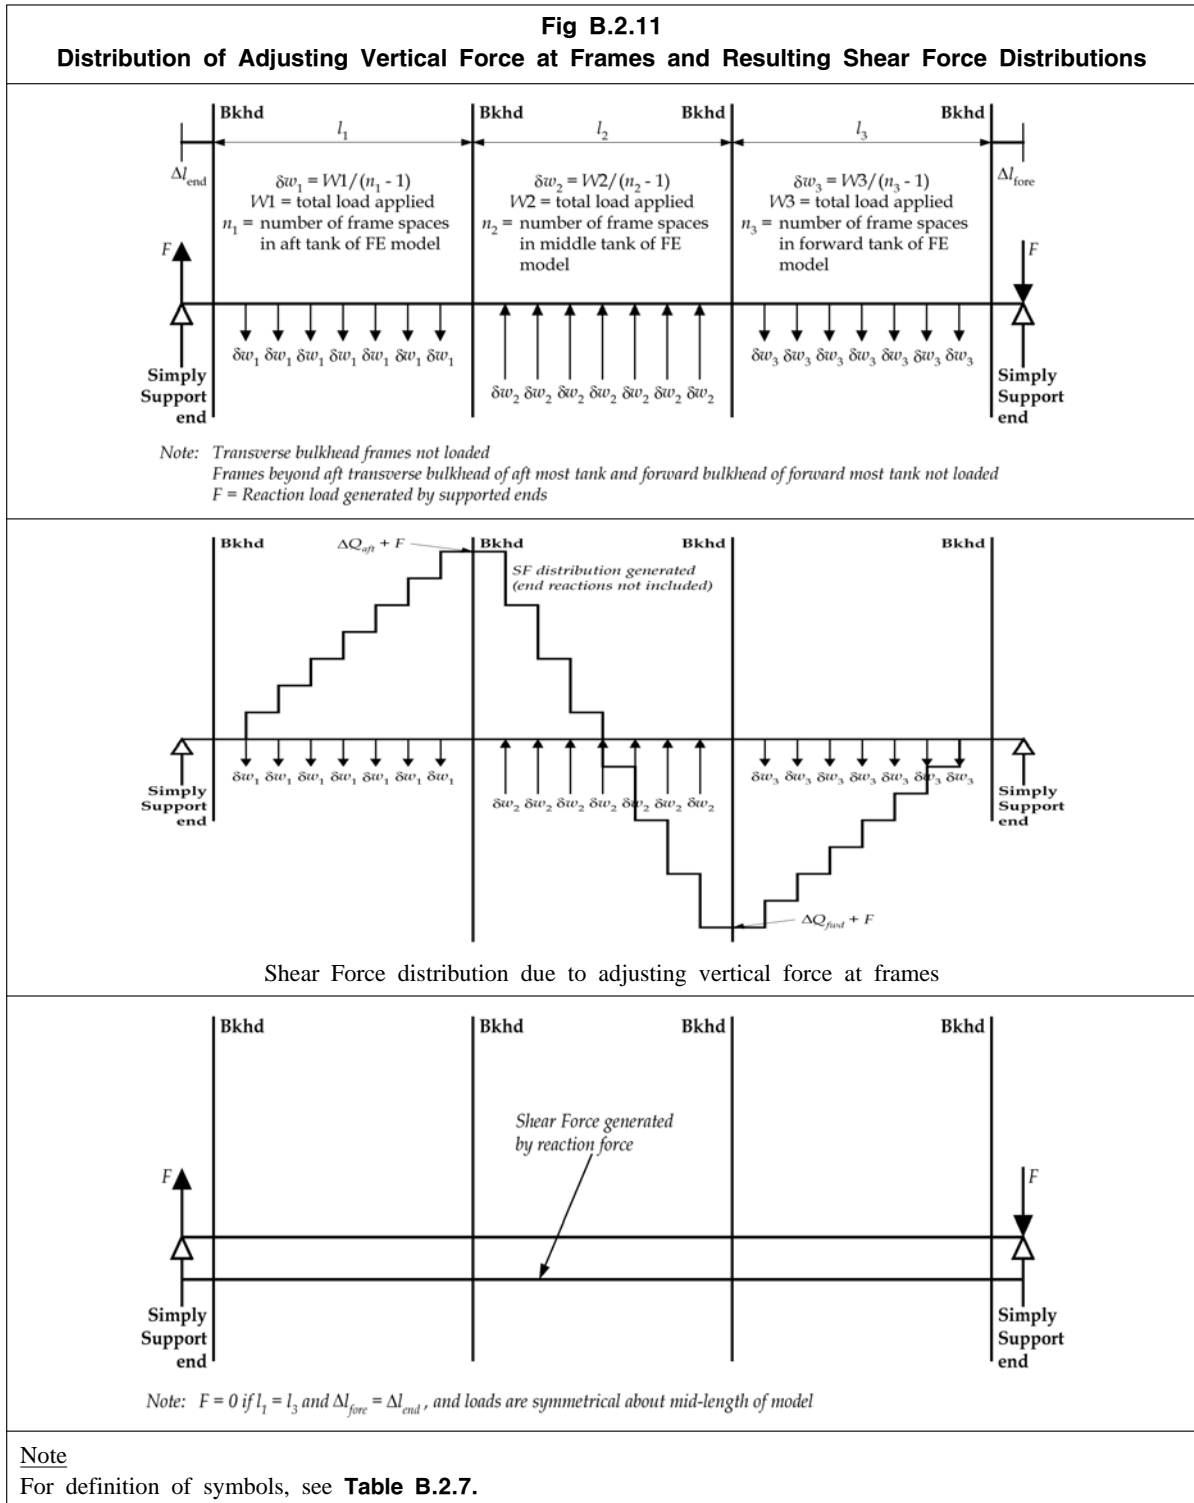 Fig B.2.11
Distribution of Adjusting Vertical Force at Frames and Resulting Shear Force Distributions
Bkhd Bkhd Bkhd
l₁ l₂ l₃
Δl_end Δl_fore
δw₁ = W1/(n₁ - 1)
W1 = total load applied
n₁ = number of frame spaces
in aft tank of FE model
δw₂ = W2/(n₂ - 1)
W2 = total load applied
n₂ = number of frame spaces
in middle tank of FE
model
δw₃ = W3/(n₃ - 1)
W3 = total load applied
n₃ = number of frame spaces
in forward tank of FE
model
F F
δw₁ δw₁ δw₁ δw₁ δw₁ δw₁ δw₁
δw₂ δw₂ δw₂ δw₂ δw₂ δw₂ δw₂
δw₃ δw₃ δw₃ δw₃ δw₃ δw₃ δw₃
Simply
Support
end
Simply
Support
end
Note: Transverse bulkhead frames not loaded
Frames beyond aft transverse bulkhead of aft most tank and forward bulkhead of forward most tank not loaded
F = Reaction load generated by supported ends
Bkhd ΔQ_aft + F Bkhd Bkhd Bkhd
SF distribution generated
(end reactions not included)
δw₁ δw₁ δw₁ δw₁ δw₁ δw₁ δw₁
δw₂ δw₂ δw₂ δw₂ δw₂ δw₂ δw₂
δw₃ δw₃ δw₃ δw₃ δw₃ δw₃ δw₃
Simply
Support
end
Simply
Support
end
ΔQ_fwd + F
Shear Force distribution due to adjusting vertical force at frames
Bkhd Bkhd Bkhd Bkhd
Shear Force generated
by reaction force
F F
Simply
Support
end
Simply
Support
end
Note: F = 0 if l₁ = l₃ and Δl_fore = Δl_end , and loads are symmetrical about mid-length of model
Note
For definition of symbols, see Table B.2.7.